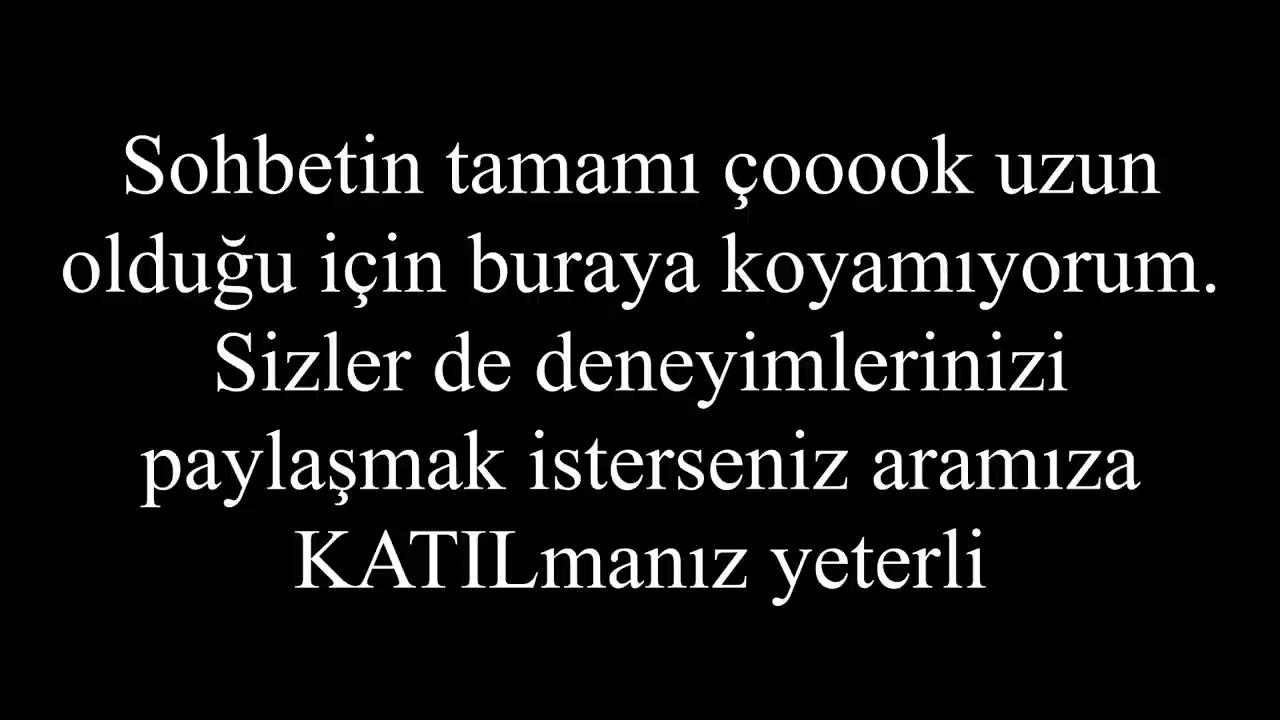 Sohbetin tamamı çooook uzun
olduğu için buraya koyamıyorum.
Sizler de deneyimlerinizi
paylaşmak isterseniz aramıza
KATILmanız yeterli